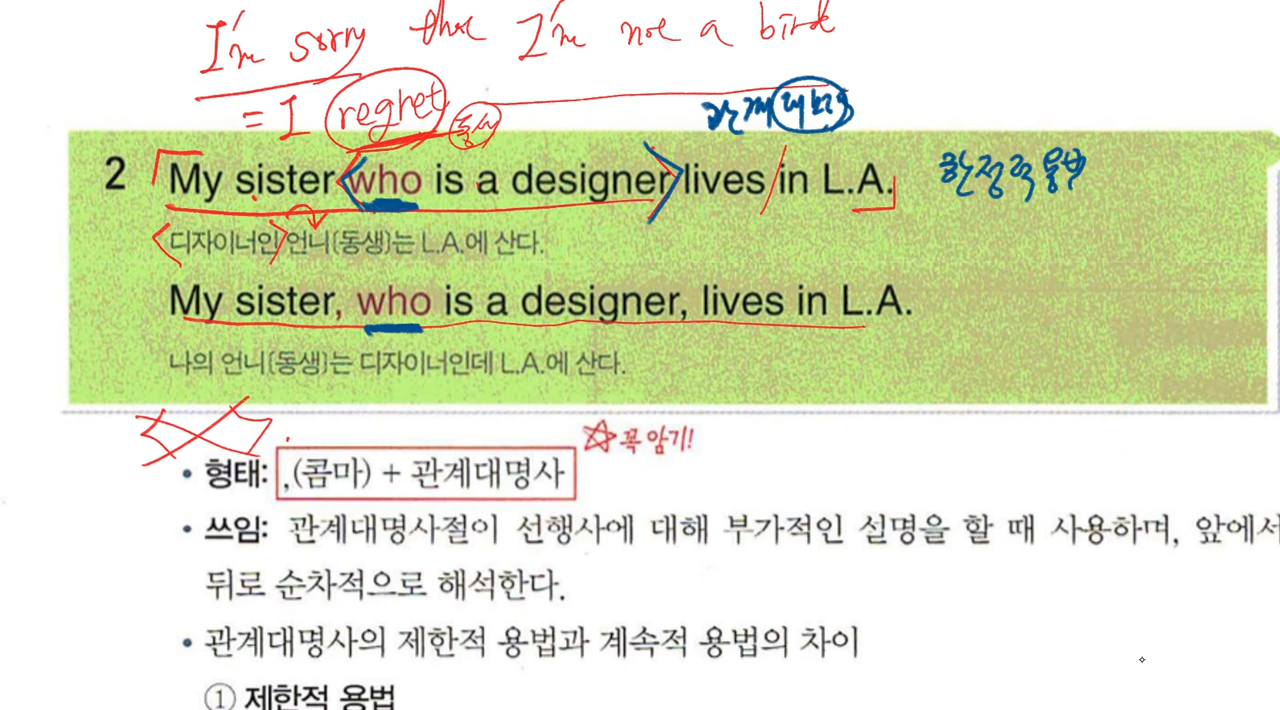 I'm sorry that I'm not a bird
= I regret 동사
관계대명사
2 My sister who is a designer lives in L.A. 한정적 용법
디자이너인 언니(동생)는 L.A.에 산다.
My sister, who is a designer, lives in L.A.
나의 언니(동생)는 디자이너인데 L.A.에 산다.
☆ 꼭 암기!
• 형태: ,(콤마) + 관계대명사
• 쓰임: 관계대명사절이 선행사에 대해 부가적인 설명을 할 때 사용하며, 앞에서
뒤로 순차적으로 해석한다.
• 관계대명사의 제한적 용법과 계속적 용법의 차이
① 제한적 용법